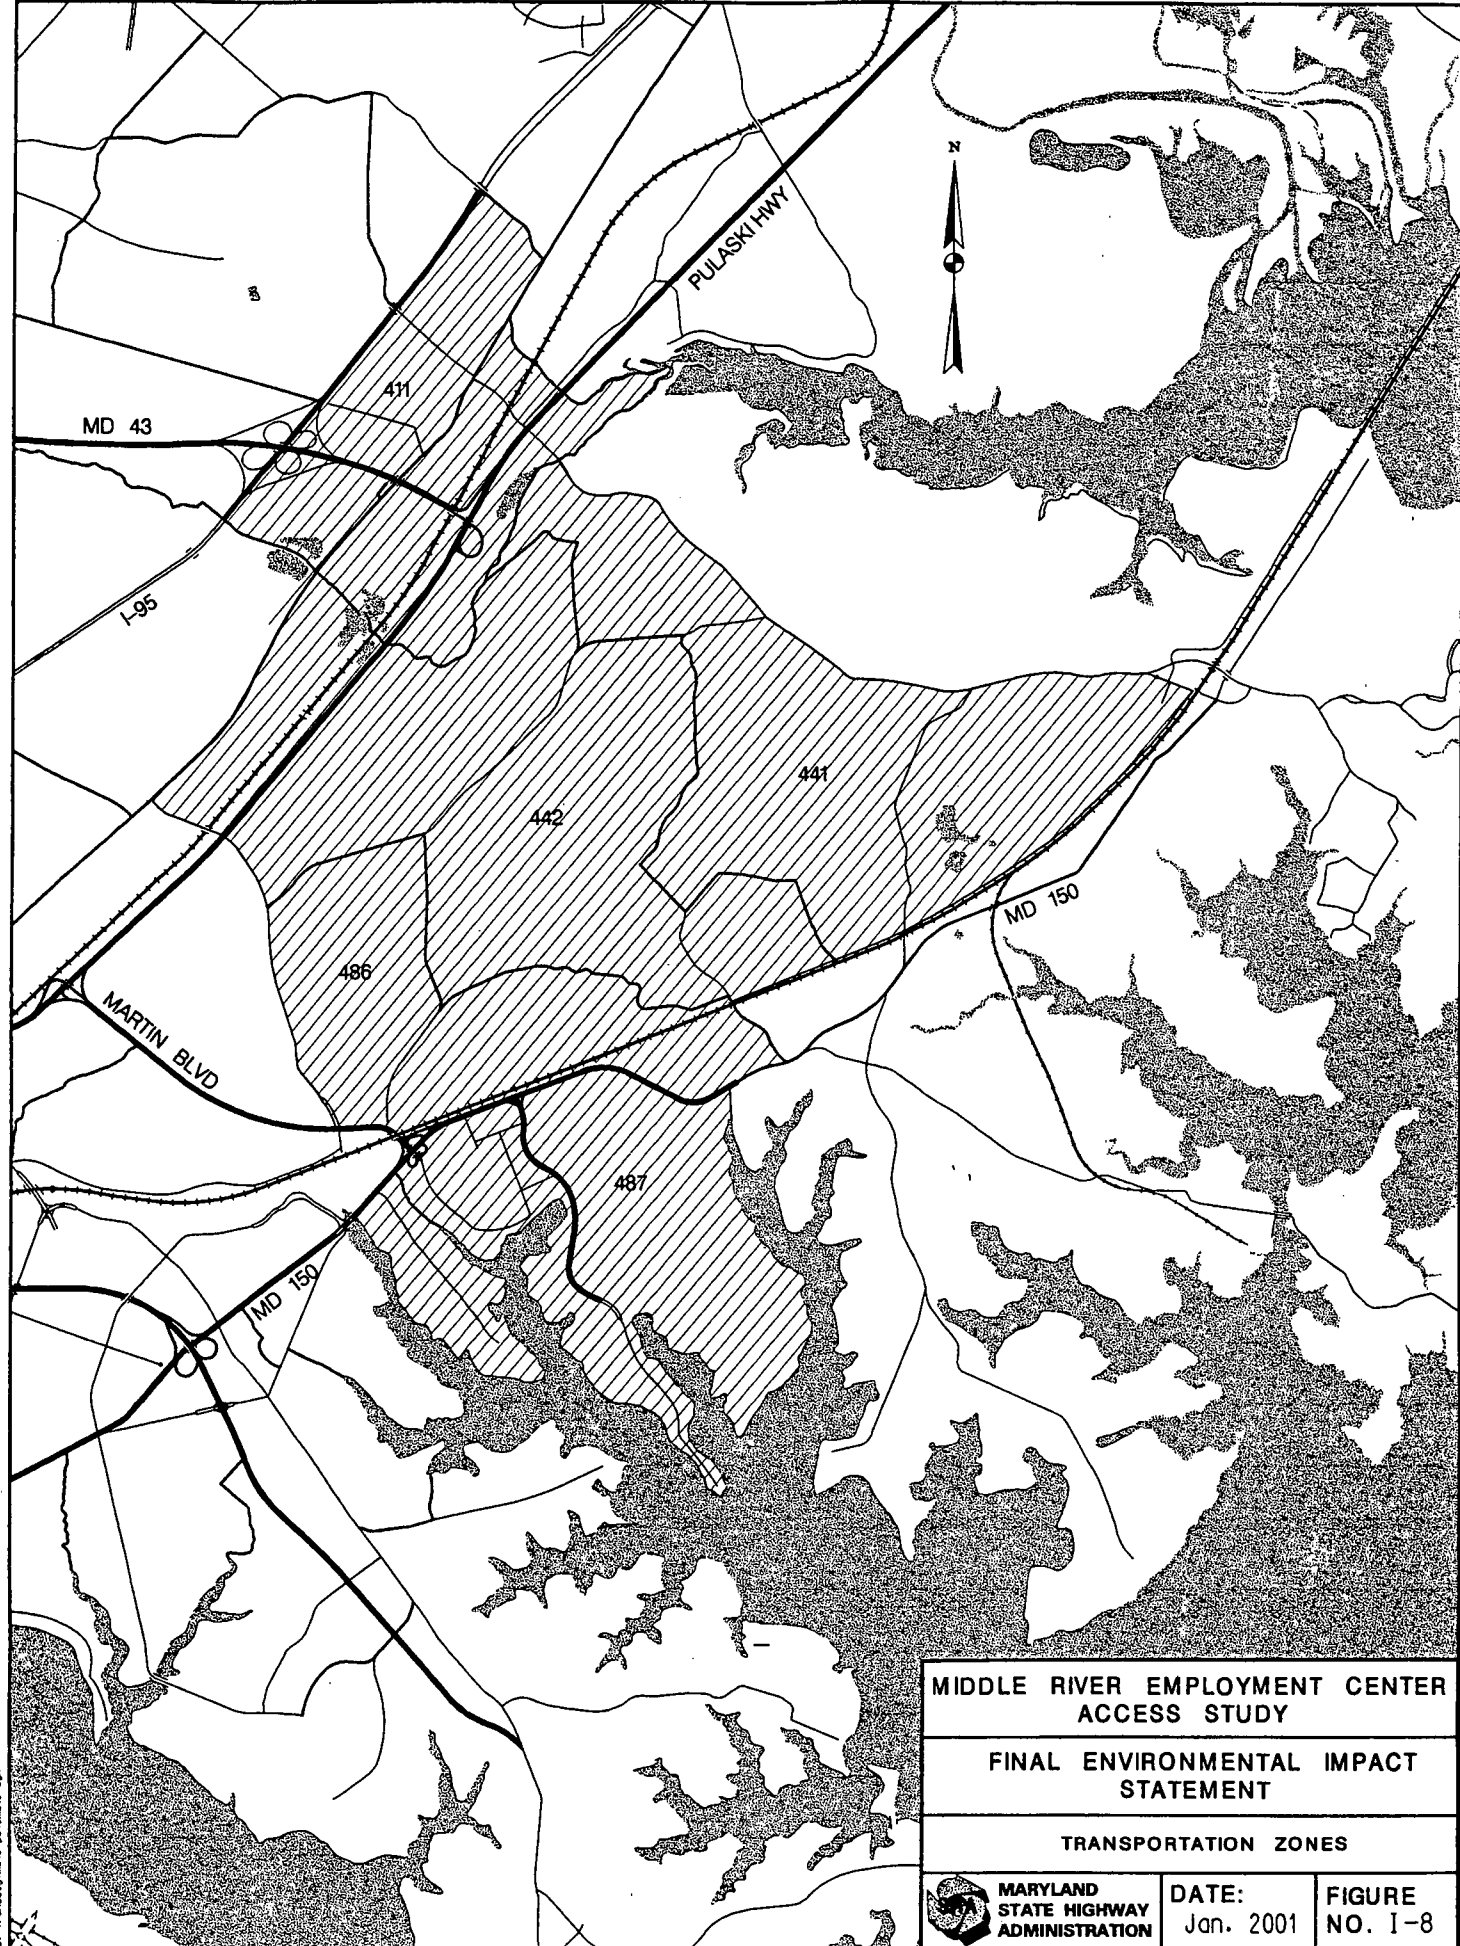 N
PULASKI HWY
411
MD 43
I-95
441
442
MD 150
486
MARTIN BLVD
487
MD 150
MIDDLE RIVER EMPLOYMENT CENTER
ACCESS STUDY
FINAL ENVIRONMENTAL IMPACT
STATEMENT
TRANSPORTATION ZONES
SHA
MARYLAND
STATE HIGHWAY
ADMINISTRATION
DATE:
Jan. 2001
FIGURE
NO. I-8